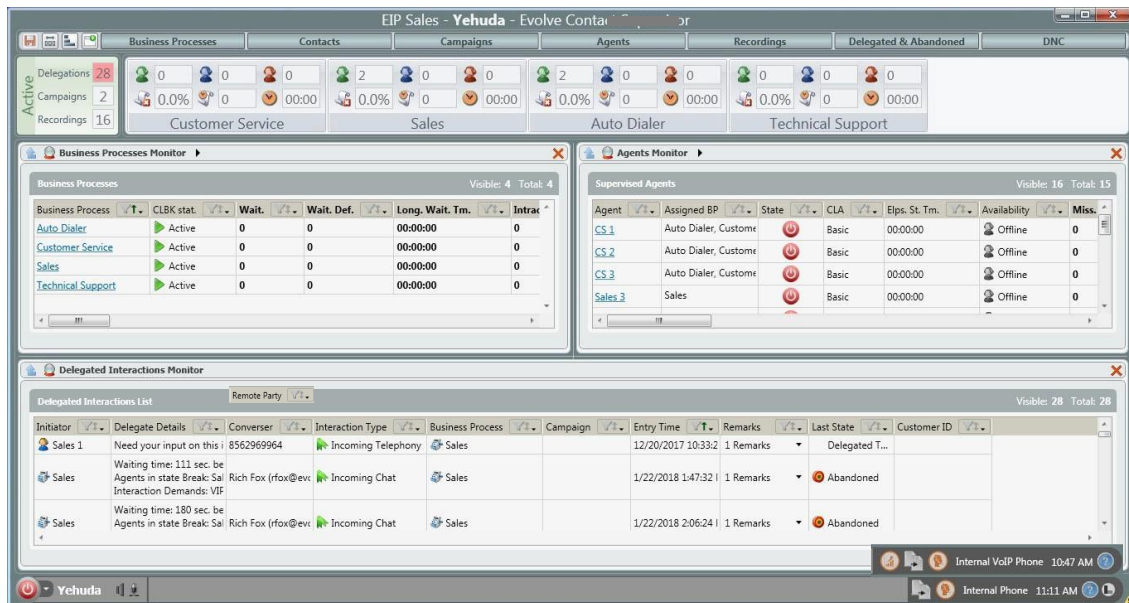 EIP Sales - Yehuda - Evolve Contact
Business Processes Contacts Campaigns Agents Recordings Delegated & Abandoned DNC
Active
Delegations 28
Campaigns 2
Recordings 16
0 0 0
0.0% 0 00:00
Customer Service
2 0 0
0.0% 0 00:00
Sales
2 0 0
0.0% 0 00:00
Auto Dialer
0 0 0
0.0% 0 00:00
Technical Support
Business Processes Monitor
Business Processes Visible: 4 Total: 4
Business Process CLBK stat. Wait. Wait. Def. Long. Wait. Tm. Intrac
Auto Dialer Active 0 0 00:00:00 0
Customer Service Active 0 0 00:00:00 0
Sales Active 0 0 00:00:00 0
Technical Support Active 0 0 00:00:00 0
Agents Monitor
Supervised Agents Visible: 16 Total: 15
Agent Assigned BP State CLA Elps. St. Tm. Availability Miss.
CS 1 Auto Dialer, Custome Basic 00:00:00 Offline 0
CS 2 Auto Dialer, Custome Basic 00:00:00 Offline 0
CS 3 Auto Dialer, Custome Basic 00:00:00 Offline 0
Sales 3 Sales Basic 00:00:00 Offline 0
Delegated Interactions Monitor
Delegated Interactions List Remote Party Visible: 28 Total: 28
Initiator Delegate Details Converser Interaction Type Business Process Campaign Entry Time Remarks Last State Customer ID
Sales 1 Need your input on this i 8562969964 Incoming Telephony Sales 12/20/2017 10:33:2 1 Remarks Delegated T...
Waiting time: 111 sec. be
Sales Agents in state Break: Sal Rich Fox (rfox@evc Incoming Chat Sales 1/22/2018 1:47:32 1 Remarks Abandoned
Interaction Demands: VIF
Waiting time: 180 sec. be
Sales Agents in state Break: Sal Rich Fox (rfox@evc Incoming Chat Sales 1/22/2018 2:06:24 1 Remarks Abandoned
Internal VoIP Phone 10:47 AM
Yehuda Internal Phone 11:11 AM